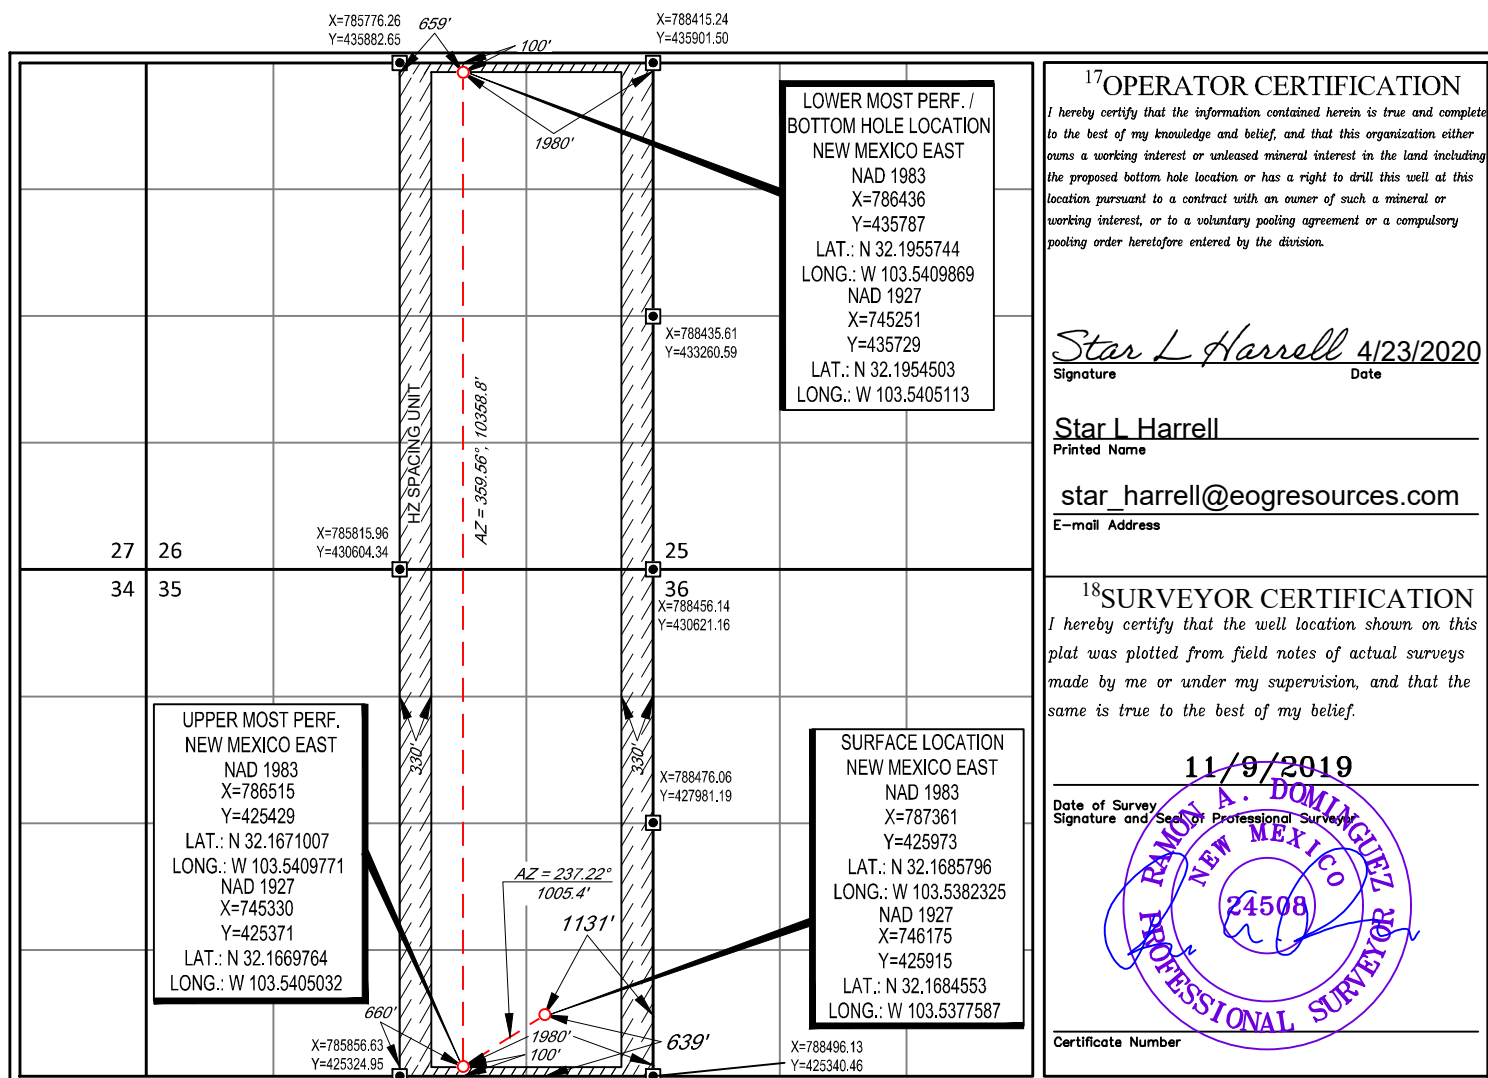 X=785776.26
Y=435882.65
659'
100'
X=788415.24
Y=435901.50
1980'
LOWER MOST PERF. /
BOTTOM HOLE LOCATION
NEW MEXICO EAST
NAD 1983
X=786436
Y=435787
LAT.: N 32.1955744
LONG.: W 103.5409869
NAD 1927
X=745251
Y=435729
LAT.: N 32.1954503
LONG.: W 103.5405113
X=788435.61
Y=433260.59
HZ SPACING UNIT
AZ = 359.56°, 10358.8'
X=785815.96
Y=430604.34
27 26
25
34 35
36
X=788456.14
Y=430621.16
UPPER MOST PERF.
NEW MEXICO EAST
NAD 1983
X=786515
Y=425429
LAT.: N 32.1671007
LONG.: W 103.5409771
NAD 1927
X=745330
Y=425371
LAT.: N 32.1669764
LONG.: W 103.5405032
330'
330'
X=788476.06
Y=427981.19
SURFACE LOCATION
NEW MEXICO EAST
NAD 1983
X=787361
Y=425973
LAT.: N 32.1685796
LONG.: W 103.5382325
NAD 1927
X=746175
Y=425915
LAT.: N 32.1684553
LONG.: W 103.5377587
AZ = 237.22°
1005.4'
1131'
660'
1980'
100'
639'
X=785856.63
Y=425324.95
X=788496.13
Y=425340.46
17 OPERATOR CERTIFICATION
I hereby certify that the information contained herein is true and complete
to the best of my knowledge and belief, and that this organization either
owns a working interest or unleased mineral interest in the land including
the proposed bottom hole location or has a right to drill this well at this
location pursuant to a contract with an owner of such a mineral or
working interest, or to a voluntary pooling agreement or a compulsory
pooling order heretofore entered by the division.
Star L Harrell 4/23/2020
Signature Date
Star L Harrell
Printed Name
star_harrell@eogresources.com
E-mail Address
18 SURVEYOR CERTIFICATION
I hereby certify that the well location shown on this
plat was plotted from field notes of actual surveys
made by me or under my supervision, and that the
same is true to the best of my belief.
11/9/2019
Date of Survey
Signature and Seal of Professional Surveyor
RAMON A. DOMINGUEZ
NEW MEXICO
24508
PROFESSIONAL SURVEYOR
Certificate Number